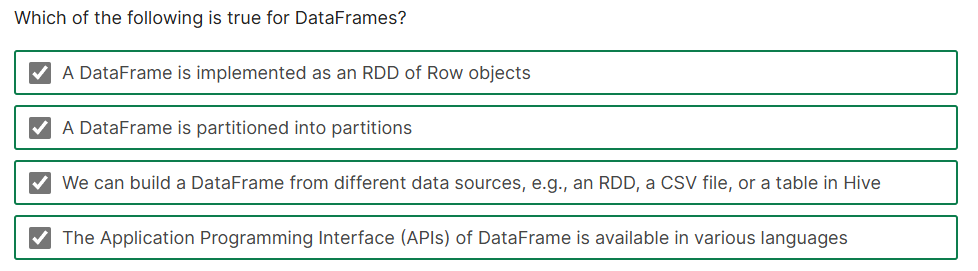 Which of the following is true for DataFrames?
A DataFrame is implemented as an RDD of Row objects
A DataFrame is partitioned into partitions
We can build a DataFrame from different data sources, e.g., an RDD, a CSV file, or a table in Hive
The Application Programming Interface (APIs) of DataFrame is available in various languages